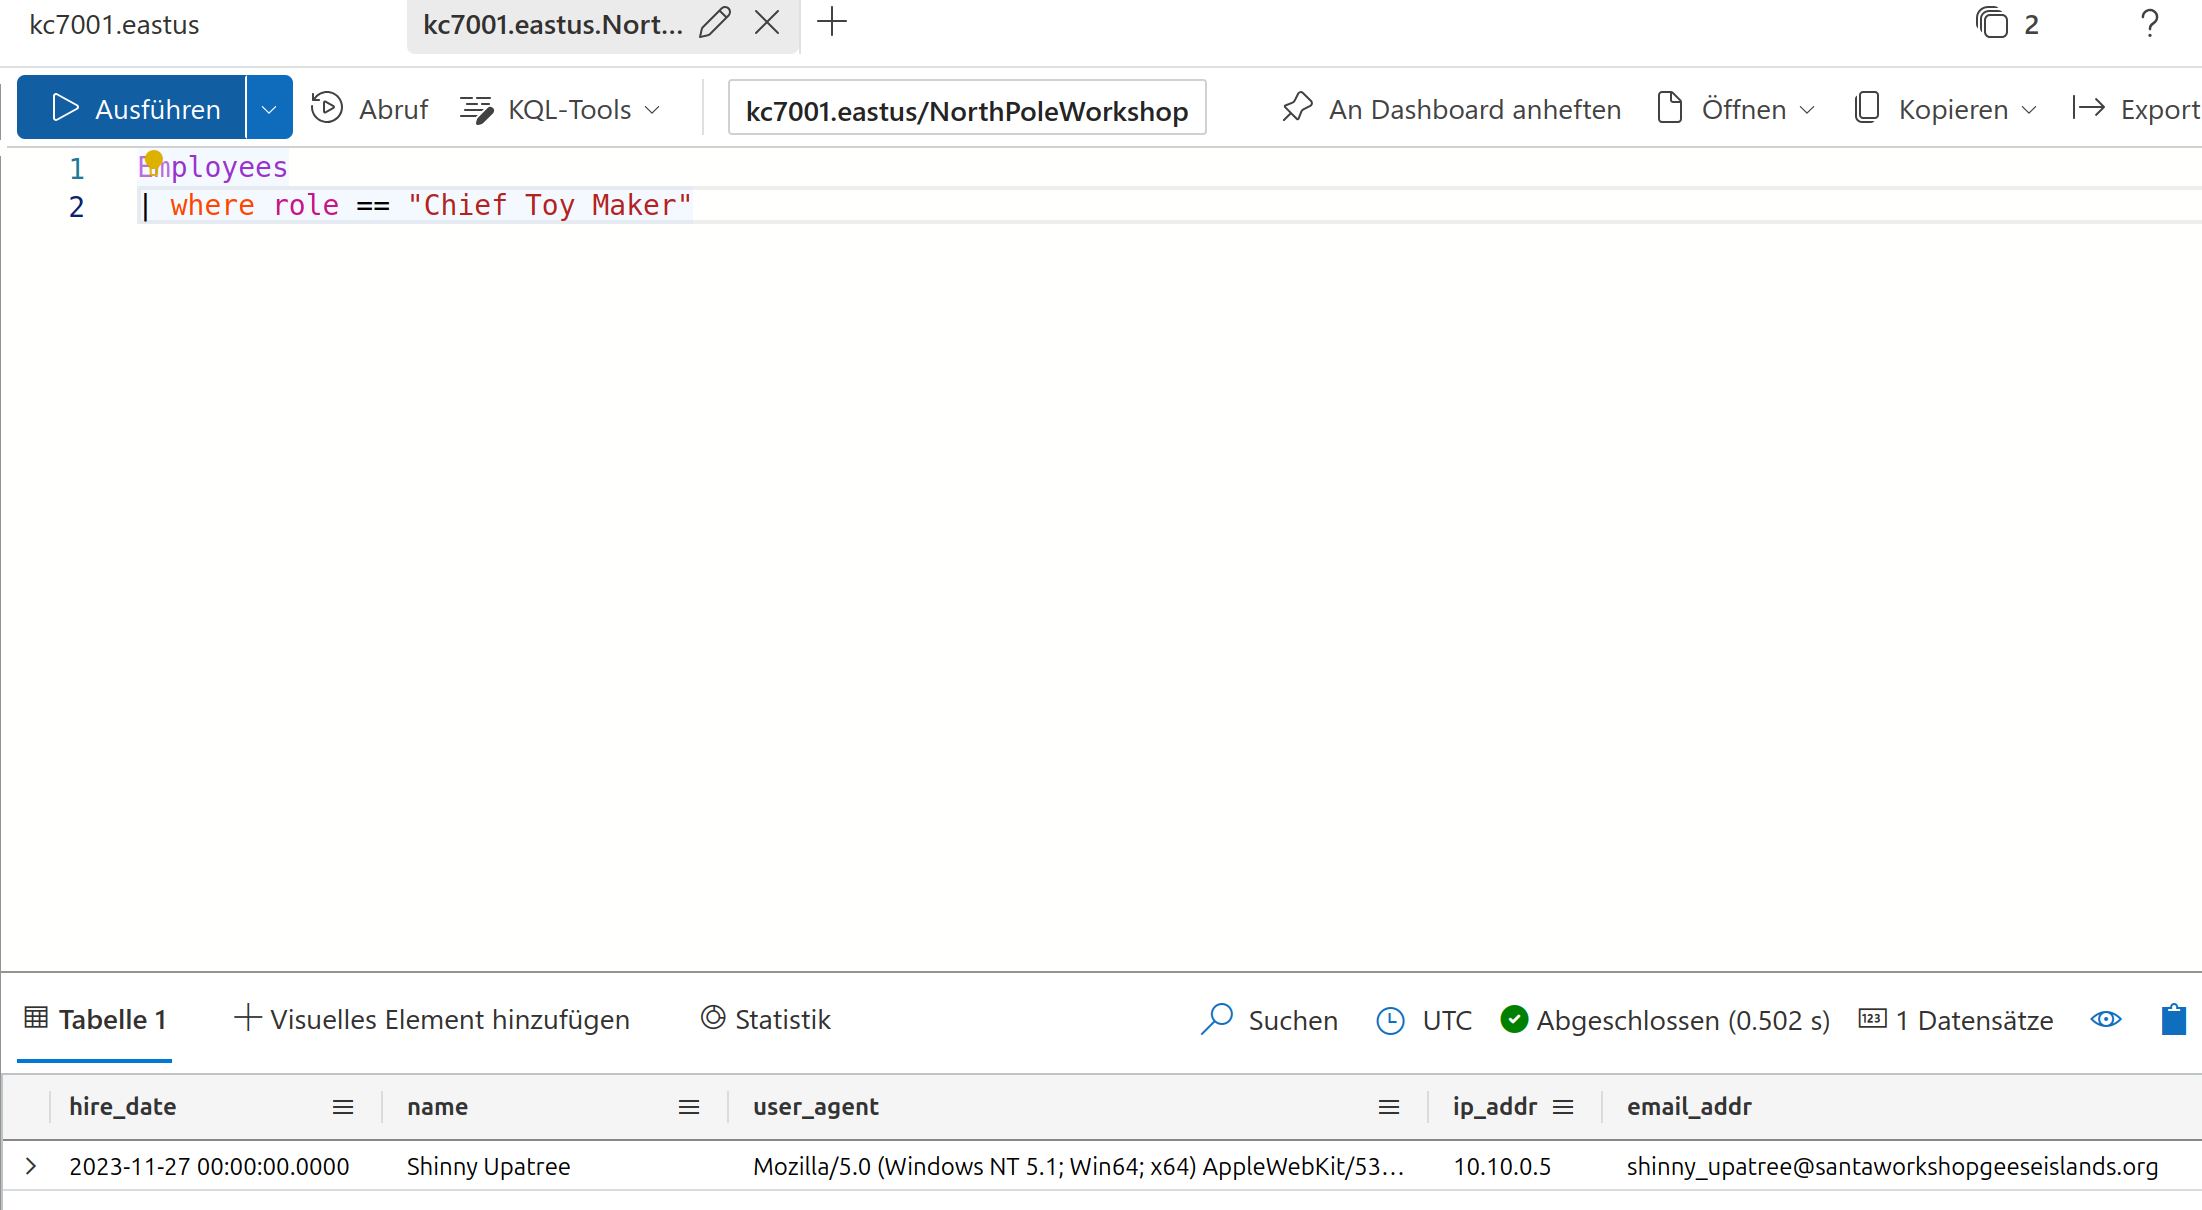 kc7001.eastus kc7001.eastus.Nort... 2 ?
Ausführen Abruf KQL-Tools kc7001.eastus/NorthPoleWorkshop An Dashboard anheften Öffnen Kopieren Export
1 Employees
2 | where role == "Chief Toy Maker"
Tabelle 1 Visuelles Element hinzufügen Statistik Suchen UTC Abgeschlossen (0.502 s) 123 1 Datensätze
hire_date name user_agent ip_addr email_addr
2023-11-27 00:00:00.0000 Shinny Upatree Mozilla/5.0 (Windows NT 5.1; Win64; x64) AppleWebKit/53... 10.10.0.5 shinny_upatree@santaworkshopgeeseislands.org